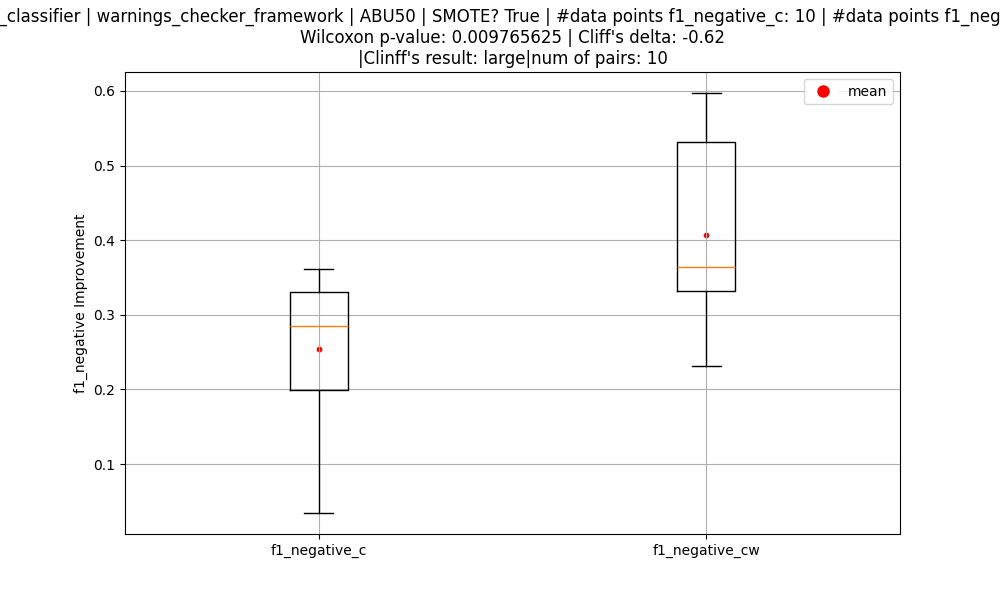 _classifier | warnings_checker_framework | ABU50 | SMOTE? True | #data points f1_negative_c: 10 | #data points f1_neg
Wilcoxon p-value: 0.009765625 | Cliff's delta: -0.62
|Clinff's result: large|num of pairs: 10
mean
0.6
0.5
0.4
0.3
0.2
0.1
f1_negative Improvement
f1_negative_c
f1_negative_cw